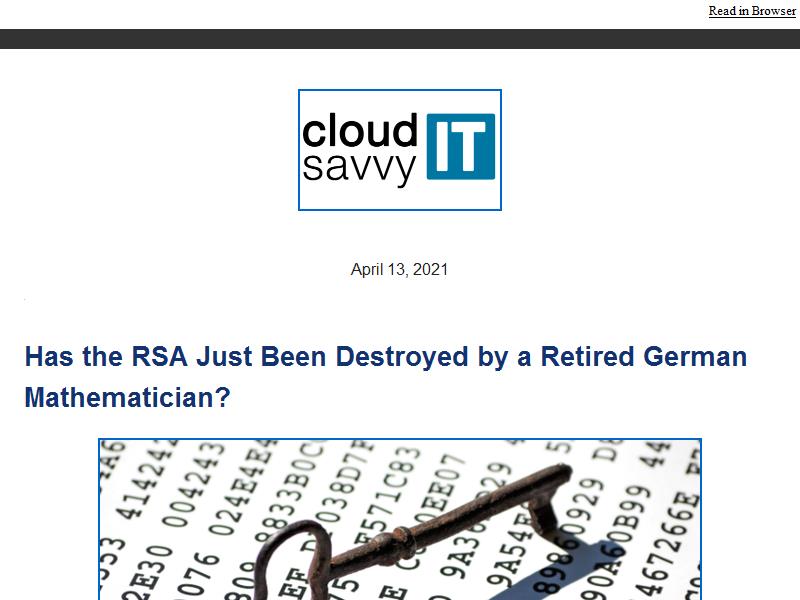 Read in Browser
cloud
savvy IT
April 13, 2021
Has the RSA Just Been Destroyed by a Retired German
Mathematician?